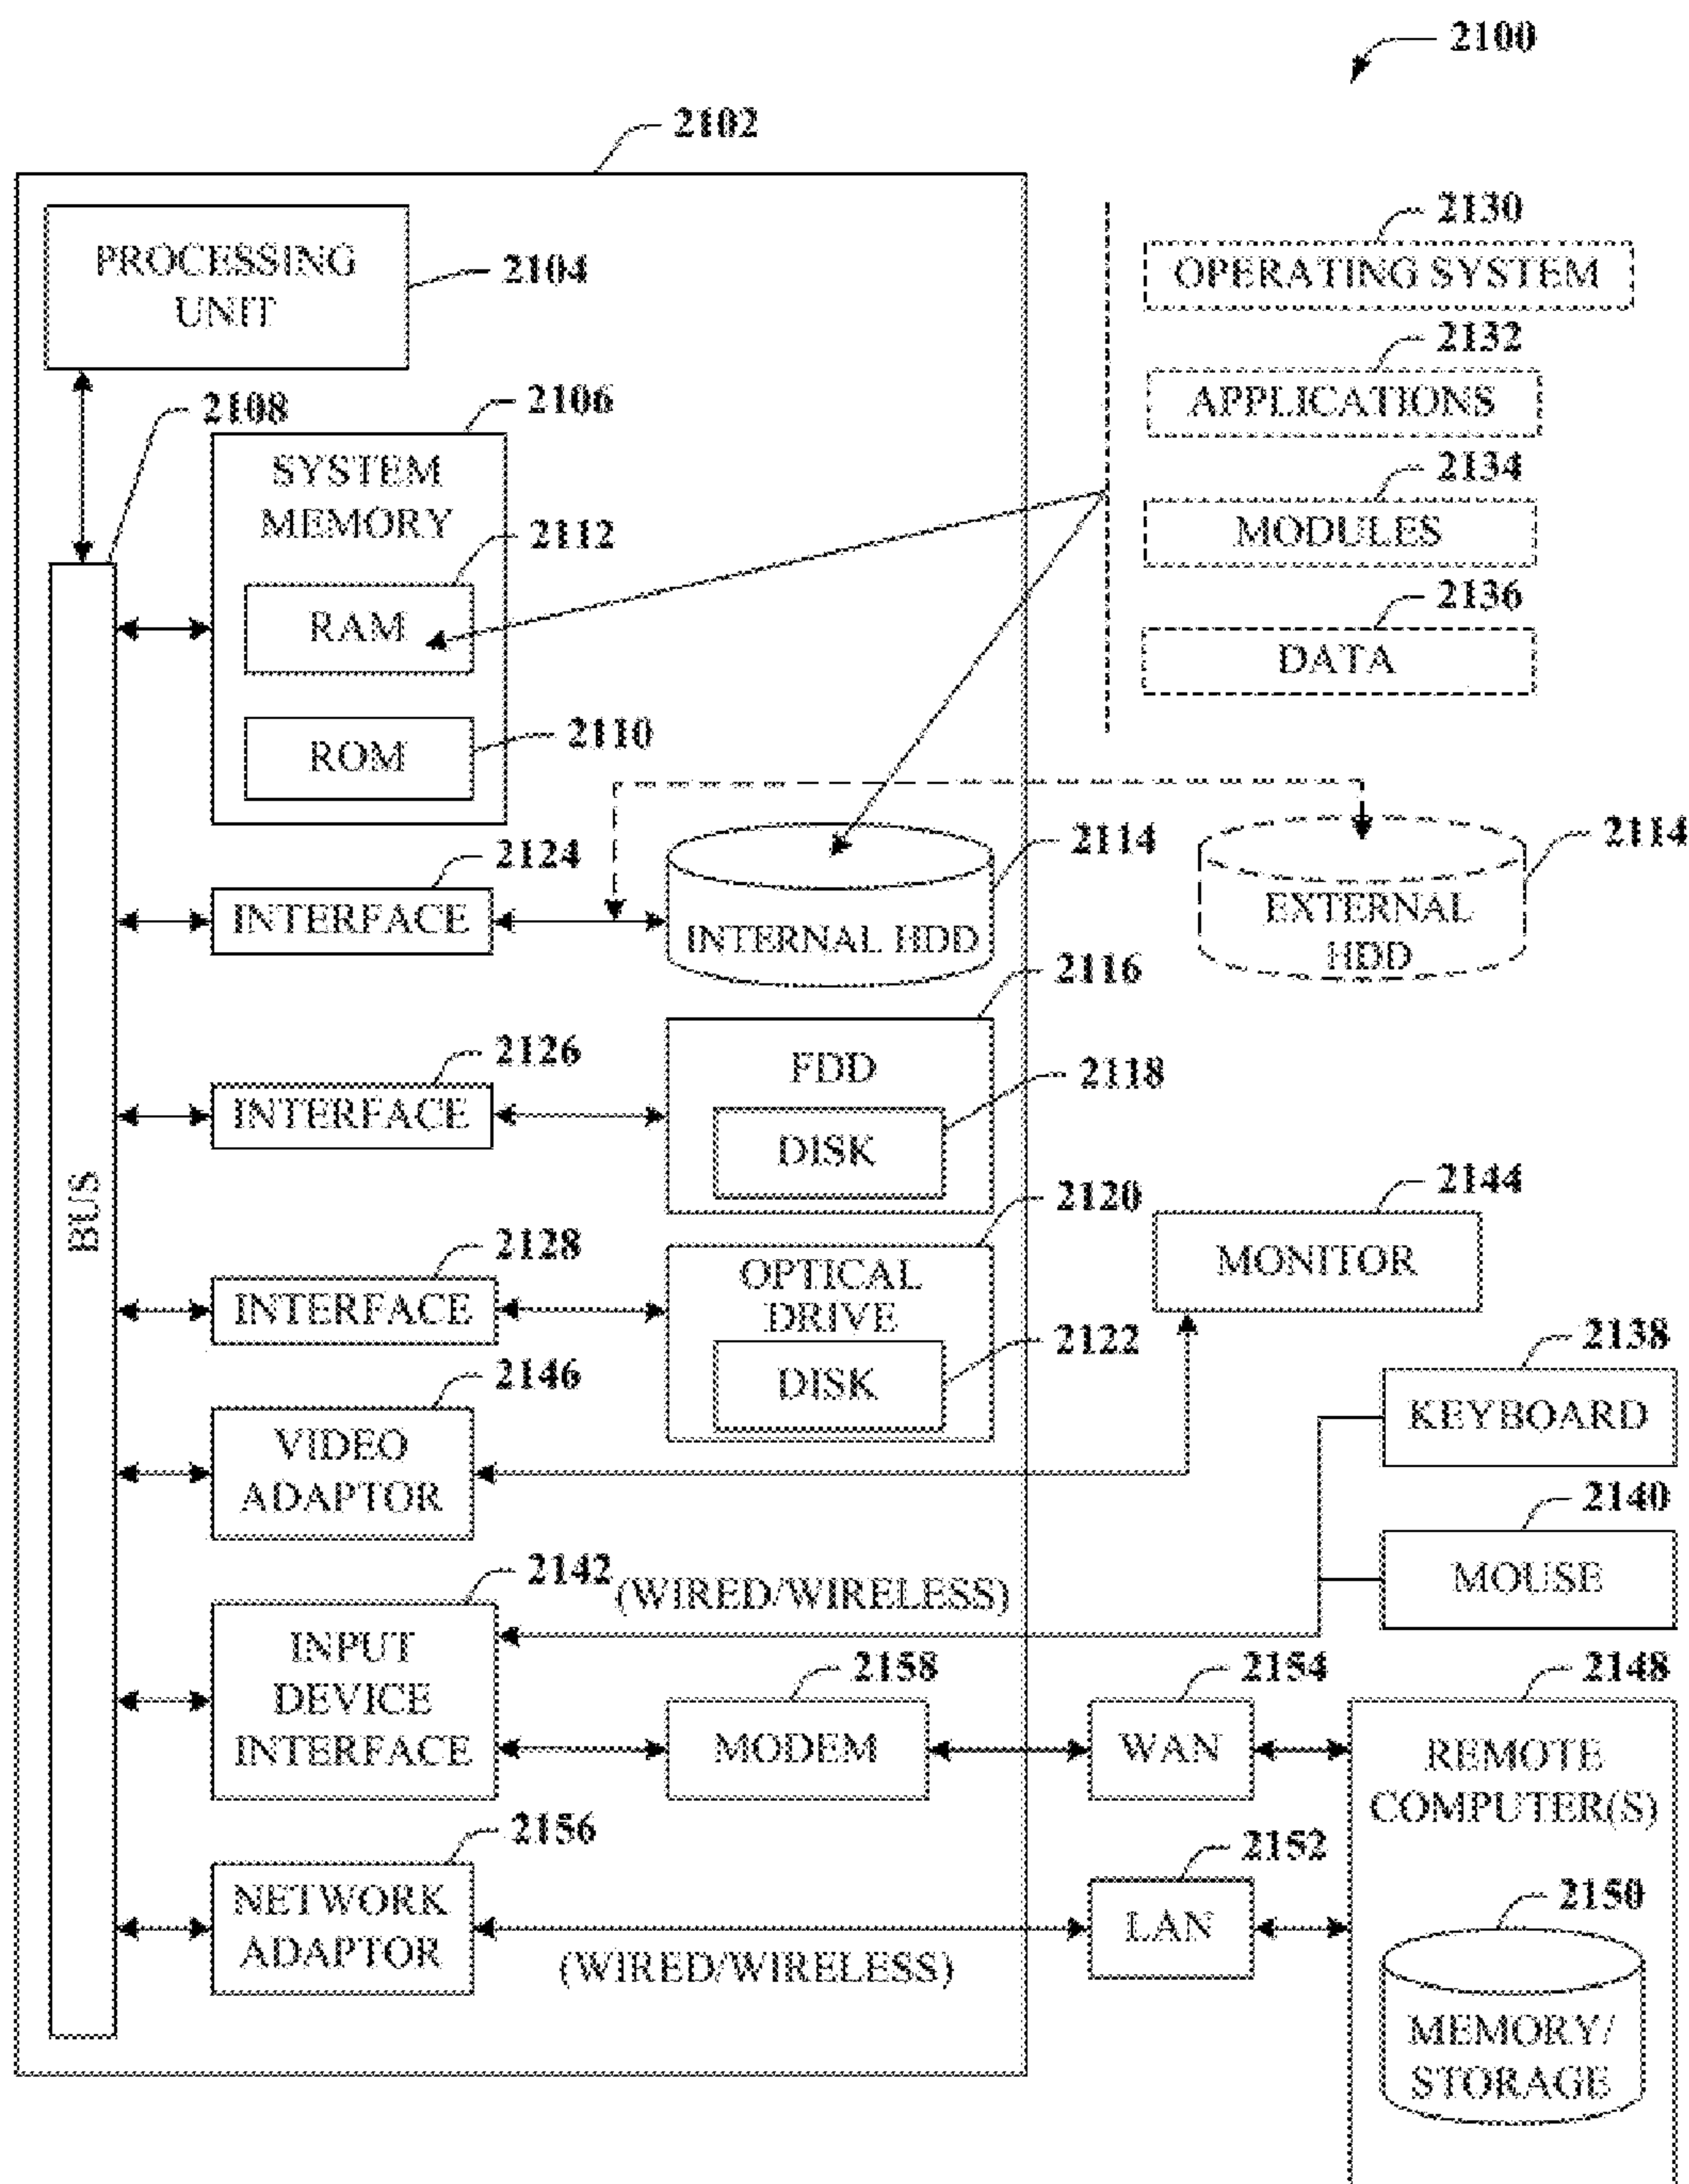 2100
2102
PROCESSING
UNIT
2104
2130
OPERATING SYSTEM
2132
APPLICATIONS
2134
MODULES
2136
DATA
2108
2106
SYSTEM
MEMORY
2112
RAM
2110
ROM
2124
INTERFACE
2114
INTERNAL HDD
2114
EXTERNAL
HDD
2126
INTERFACE
2116
FDD
2118
DISK
BUS
2128
INTERFACE
2120
OPTICAL
DRIVE
2122
DISK
2144
MONITOR
2146
VIDEO
ADAPTOR
2138
KEYBOARD
2140
MOUSE
2142
(WIRED/WIRELESS)
INPUT
DEVICE
INTERFACE
2158
MODEM
2154
WAN
2148
REMOTE
COMPUTER(S)
2156
NETWORK
ADAPTOR
(WIRED/WIRELESS)
2152
LAN
2150
MEMORY/
STORAGE